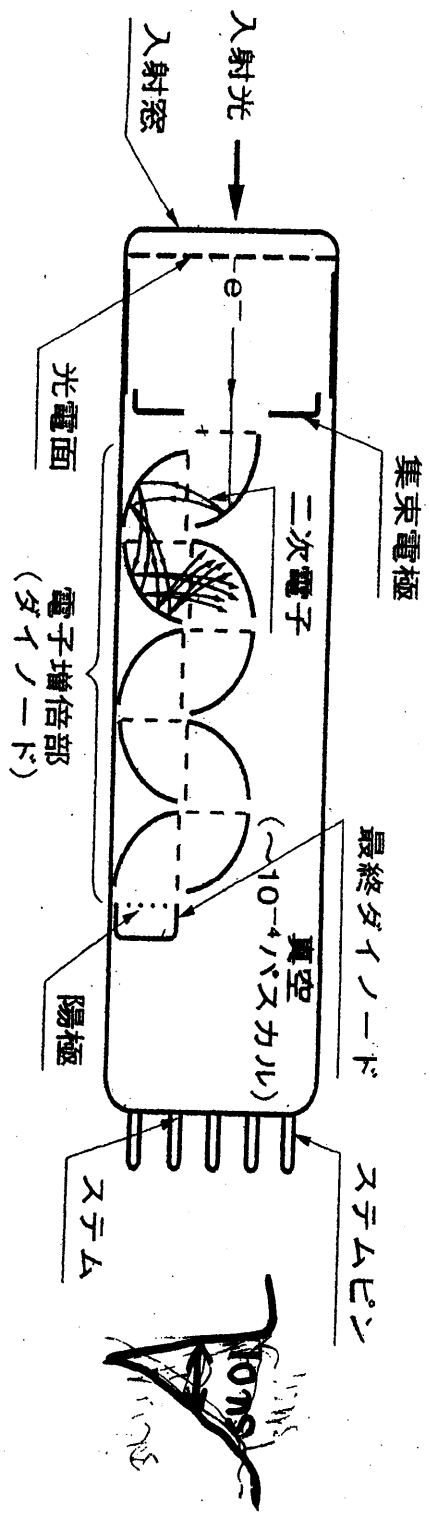 入射光
入射窓
e⁻
光電面
集束電極
二次電子
電子増倍部
(ダイノード)
最終ダイノード
真空
(~10⁻⁴パスカル)
陽極
ステムピン
ステム
10ns